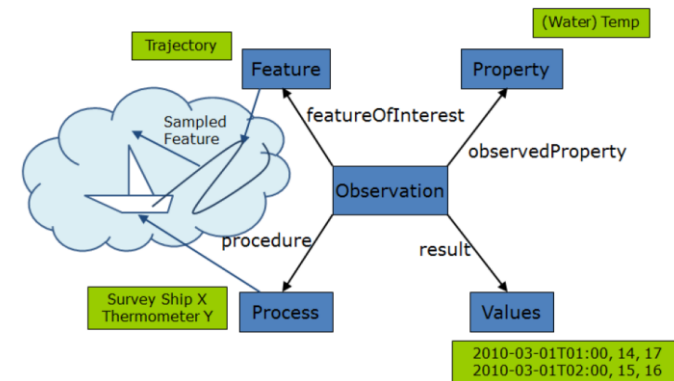 (Water) Temp
Trajectory
Feature
Property
Sampled
Feature
featureOfInterest
observedProperty
Observation
procedure
result
Survey Ship X
Thermometer Y
Process
Values
2010-03-01T01:00, 14, 17
2010-03-01T02:00, 15, 16